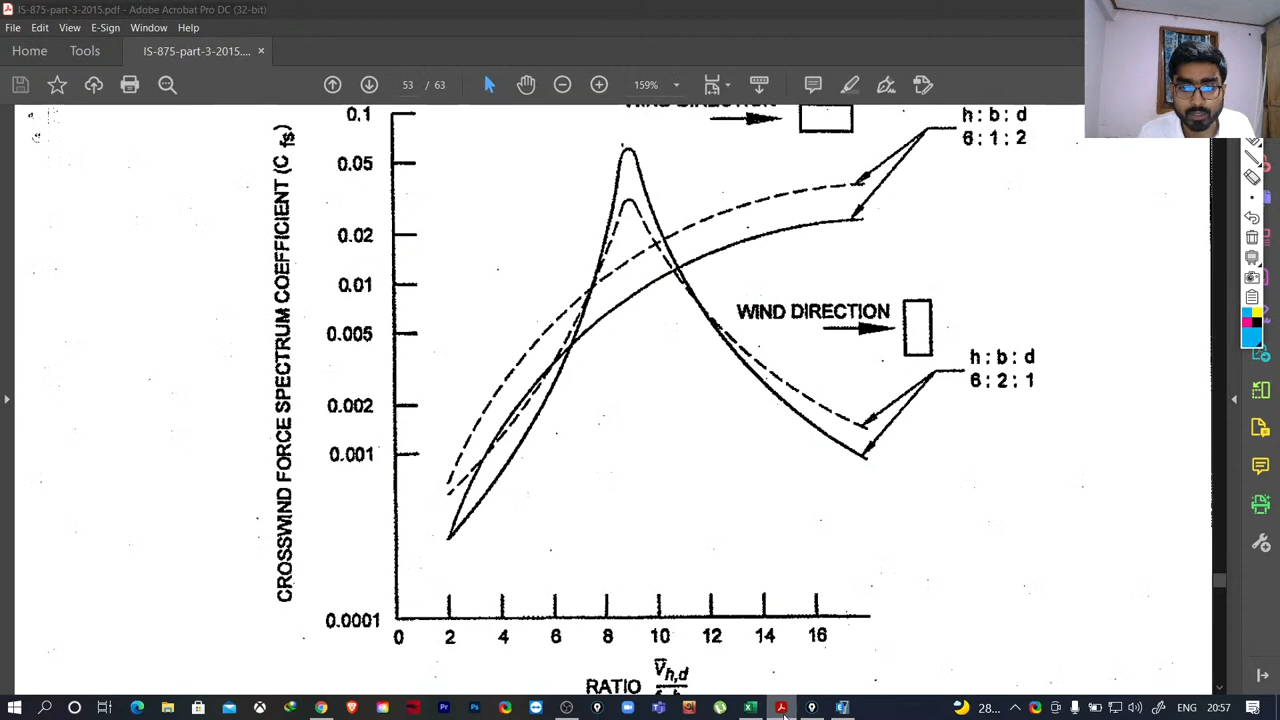 IS-875-part-3-2015.pdf - Adobe Acrobat Pro DC (32-bit)
File Edit View E-Sign Window Help
Home Tools IS-875-part-3-2015.... ×
53 / 63 159%
WIND DIRECTION
h : b : d
6 : 1 : 2
CROSSWIND FORCE SPECTRUM COEFFICIENT (C fs)
0.1
0.05
0.02
0.01
0.005
0.002
0.001
0.0001
WIND DIRECTION
h : b : d
6 : 2 : 1
0 2 4 6 8 10 12 14 16
RATIO V̅h,d
28... ENG 20:57